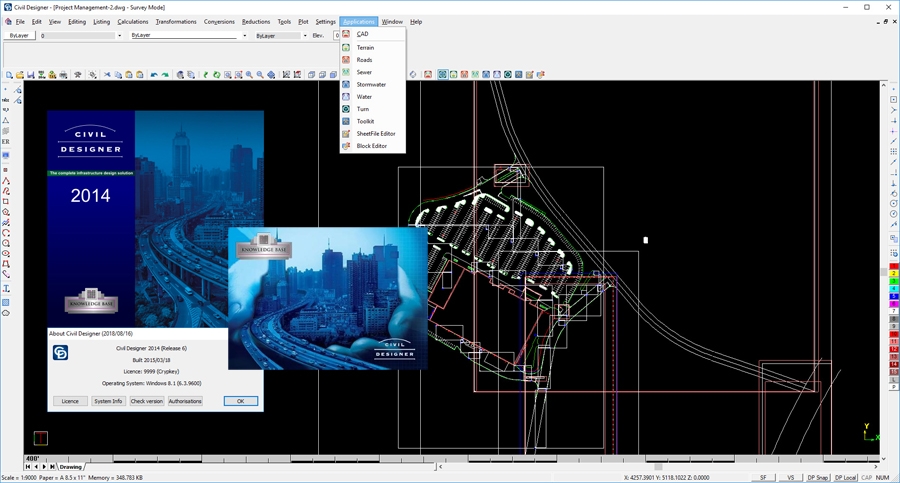 Civil Designer - [Project Management-2.dwg - Survey Mode]
File Edit View Editing Listing Calculations Transformations Conversions Reductions Tools Plot Settings Applications Window Help
ByLayer 0 ByLayer ByLayer Elev. 0
CAD
Terrain
Roads
Sewer
Stormwater
Water
Turn
Toolkit
SheetFile Editor
Block Editor
ER
CIVIL
DESIGNER
The complete infrastructure design solution
2014
KNOWLEDGE BASE
KNOWLEDGE BASE
CIVIL
DESIGNER
About Civil Designer (2018/08/16)
Civil Designer 2014 (Release 6)
Built 2015/03/18
Licence: 9999 (Crypkey)
Operating System: Windows 8.1 (6.3.9600)
Licence System Info Check version Authorisations OK
1
2
3
4
5
6
7
8
9
10
11
12
13
14
15
L
P
Y
X
400'
Drawing
Scale = 1:9000 Paper = A 8.5 x 11" Memory = 348.783 KB
X: 4257.3901 Y: 5118.1022 Z: 0.0000
SF VS DP Snap DP Local CAP NUM